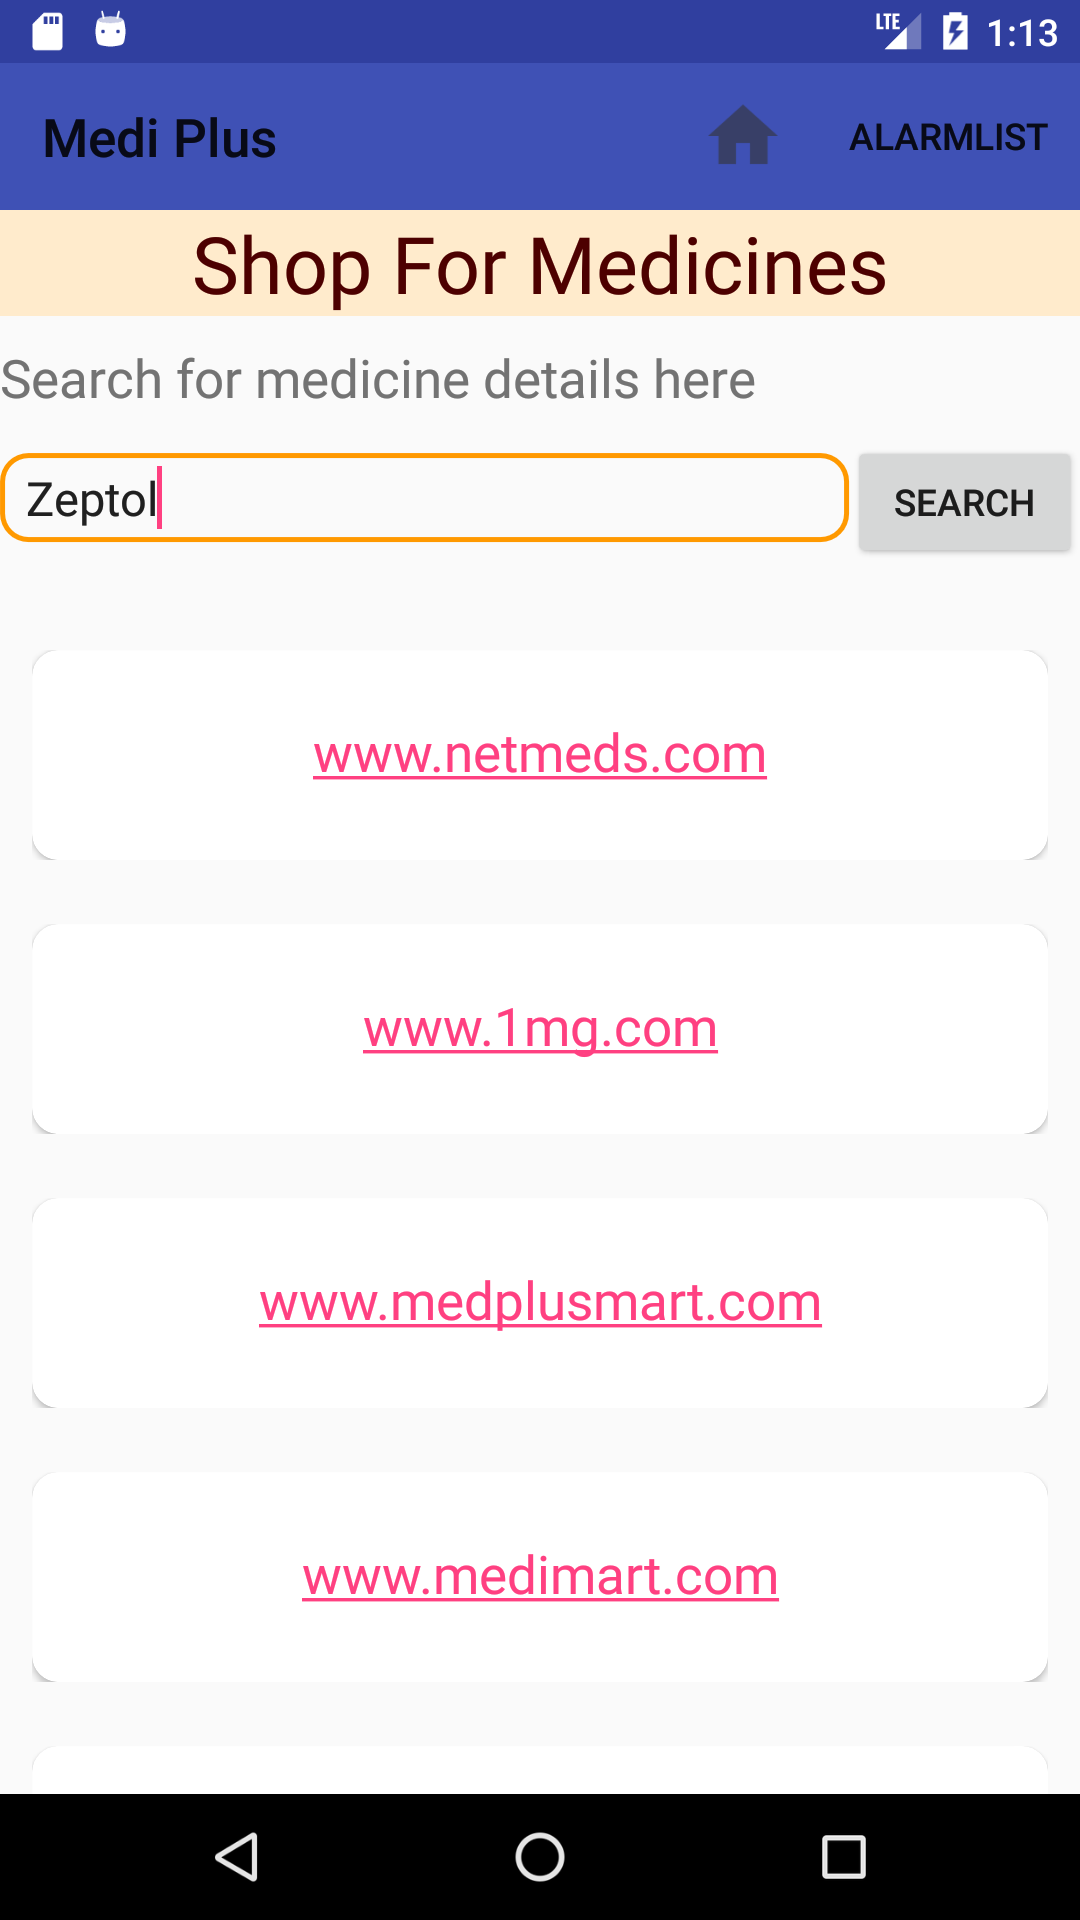 LTE 1:13
Medi Plus ALARMLIST
Shop For Medicines
Search for medicine details here
Zeptol SEARCH
www.netmeds.com
www.1mg.com
www.medplusmart.com
www.medimart.com